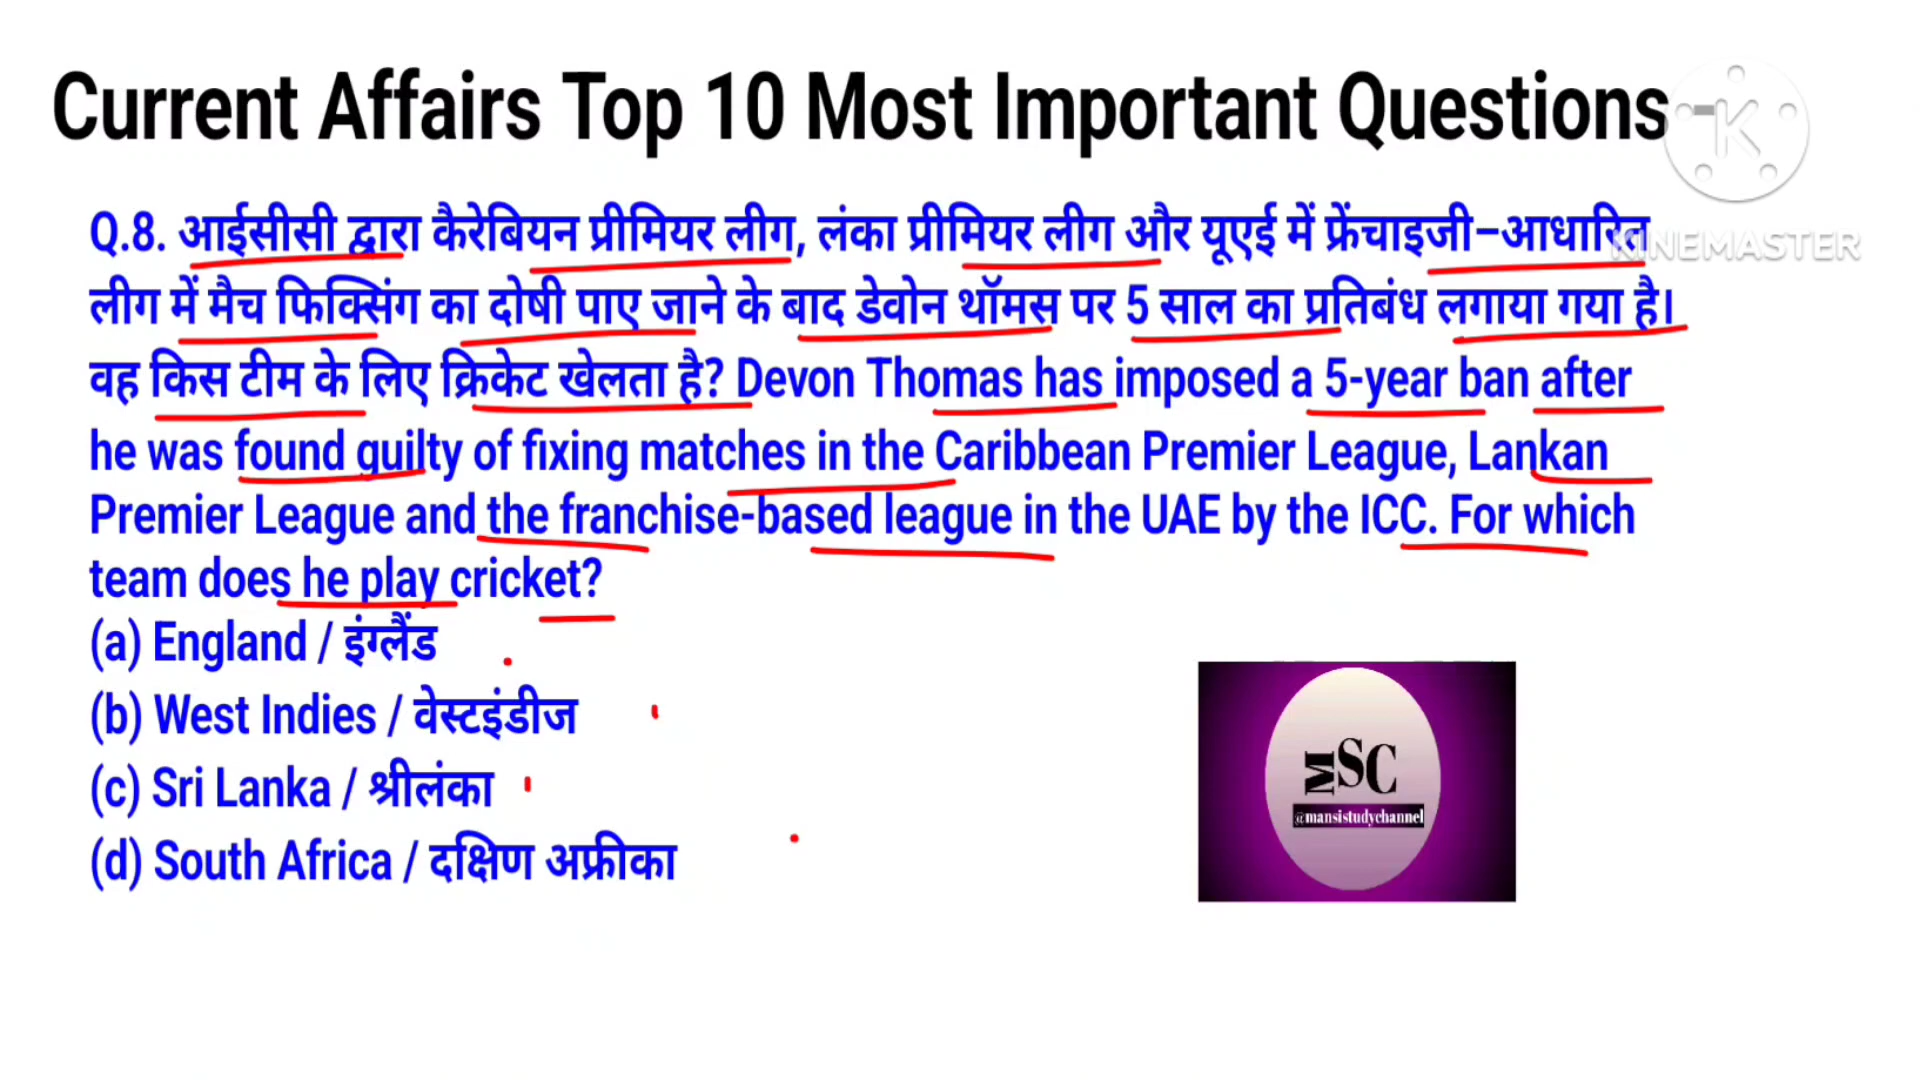 Current Affairs Top 10 Most Important Questions -
K
KINEMASTER
Q.8. आईसीसी द्वारा कैरेबियन प्रीमियर लीग, लंका प्रीमियर लीग और यूएई में फ्रेंचाइजी-आधारित
लीग में मैच फिक्सिंग का दोषी पाए जाने के बाद डेवोन थॉमस पर 5 साल का प्रतिबंध लगाया गया है।
वह किस टीम के लिए क्रिकेट खेलता है? Devon Thomas has imposed a 5-year ban after
he was found guilty of fixing matches in the Caribbean Premier League, Lankan
Premier League and the franchise-based league in the UAE by the ICC. For which
team does he play cricket?
(a) England / इंग्लैंड
(b) West Indies / वेस्टइंडीज
(c) Sri Lanka / श्रीलंका
(d) South Africa / दक्षिण अफ्रीका
MSC
@mansistudychannel